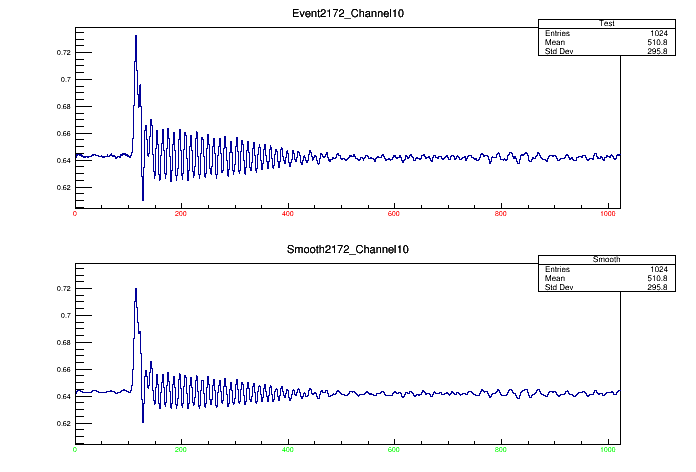 Event2172_Channel10
Test
Entries 1024
Mean 510.8
Std Dev 295.8
0.72
0.7
0.68
0.66
0.64
0.62
0 200 400 600 800 1000
Smooth2172_Channel10
Smooth
Entries 1024
Mean 510.8
Std Dev 295.8
0.72
0.7
0.68
0.66
0.64
0.62
0 200 400 600 800 1000